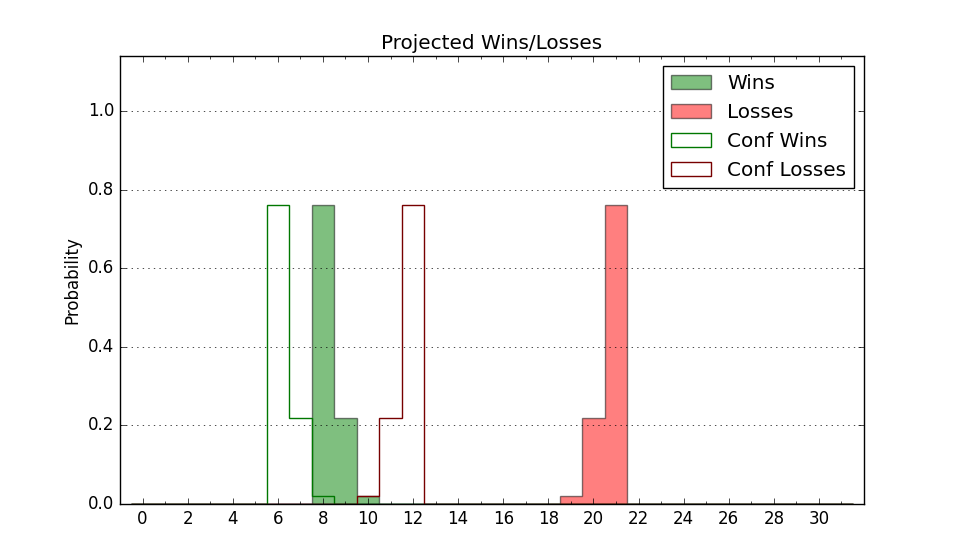 Projected Wins/Losses
Wins
Losses
Conf Wins
Conf Losses
Probability
1.0
0.8
0.6
0.4
0.2
0.0
0 2 4 6 8 10 12 14 16 18 20 22 24 26 28 30